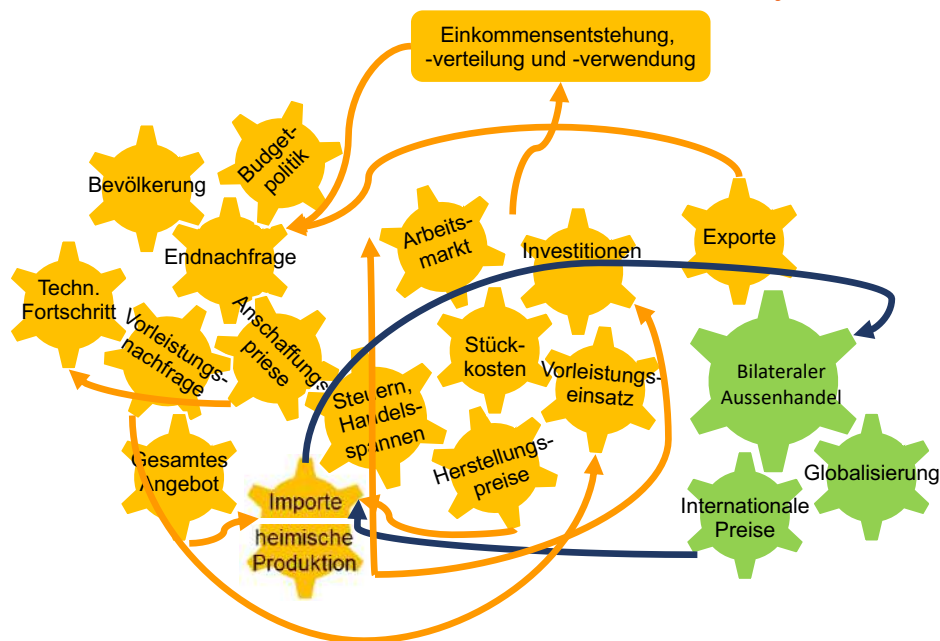 Einkommensentstehung,
-verteilung und -verwendung
Budget-
politik
Bevölkerung
Endnachfrage
Arbeits-
markt
Investitionen
Exporte
Techn.
Fortschritt
Vorleistungs-
nachfrage
Anschaffungs
priese
Stück-
kosten
Vorleistungs-
einsatz
Bilateraler
Aussenhandel
Steuern,
Handels-
spannen
Gesamtes
Angebot
Herstellungs-
preise
Globalisierung
Importe
heimische
Produktion
Internationale
Preise